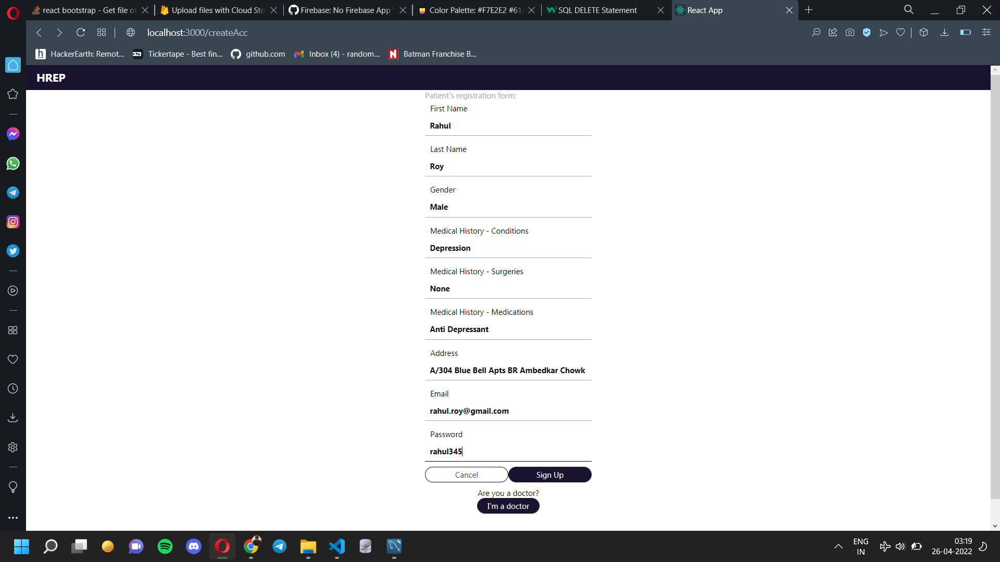 react bootstrap - Get file o
Upload files with Cloud Sto
Firebase: No Firebase App
Color Palette: #F7E2E2 #61
SQL DELETE Statement
React App
localhost:3000/createAcc
HackerEarth: Remot...
Tickertape - Best fin...
github.com
Inbox (4) - random...
Batman Franchise B...
HREP
Patient's registration form:
First Name
Rahul
Last Name
Roy
Gender
Male
Medical History - Conditions
Depression
Medical History - Surgeries
None
Medical History - Medications
Anti Depressant
Address
A/304 Blue Bell Apts BR Ambedkar Chowk
Email
rahul.roy@gmail.com
Password
rahul345
Cancel
Sign Up
Are you a doctor?
I'm a doctor
ENG
IN
03:19
26-04-2022